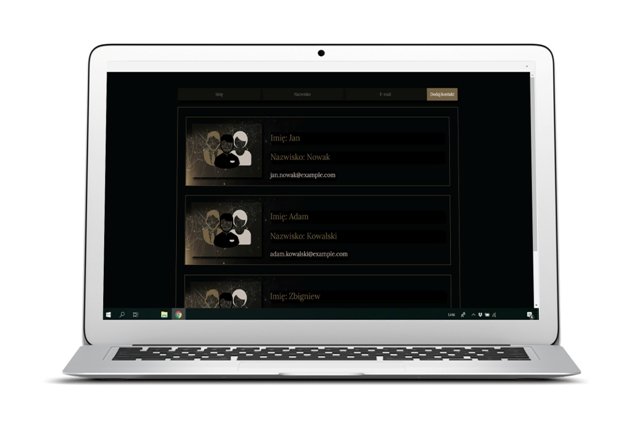 Imię
Nazwisko
E-mail
Dodaj kontakt
Imię: Jan
Nazwisko: Nowak
jan.nowak@example.com
Imię: Adam
Nazwisko: Kowalski
adam.kowalski@example.com
Imię: Zbigniew